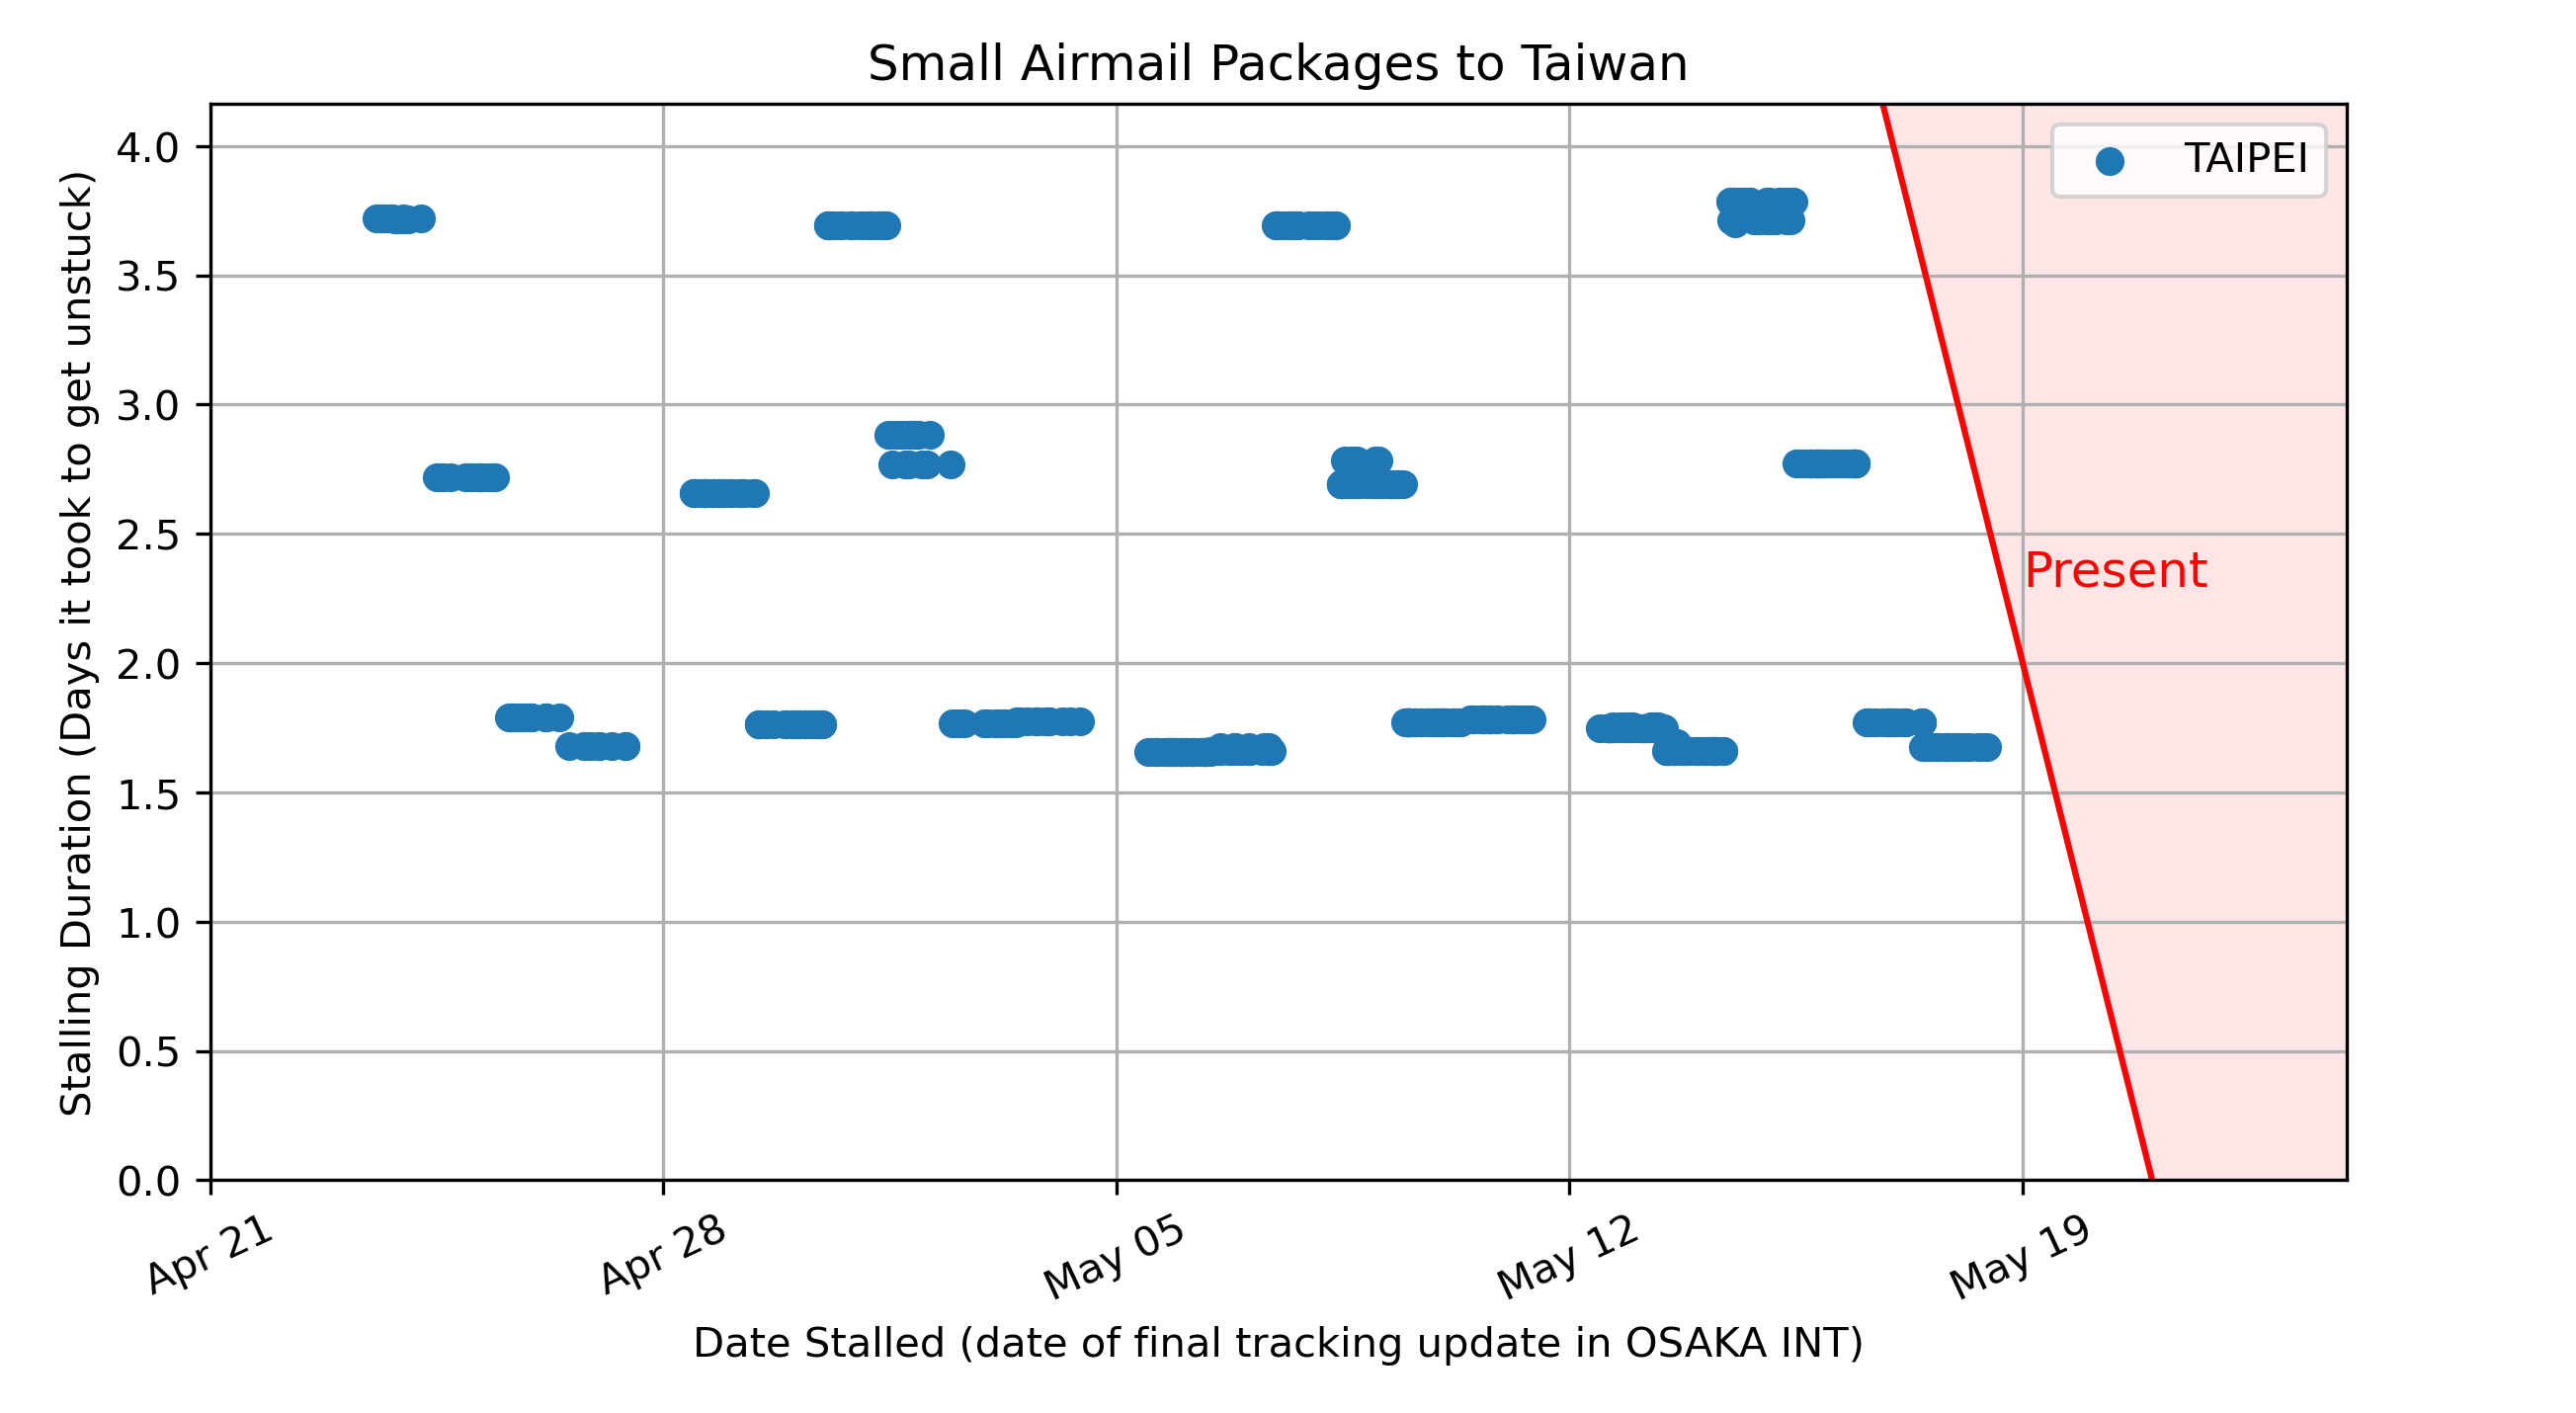 Small Airmail Packages to Taiwan
TAIPEI
Present
Stalling Duration (Days it took to get unstuck)
4.0
3.5
3.0
2.5
2.0
1.5
1.0
0.5
0.0
Apr 21
Apr 28
May 05
May 12
May 19
Date Stalled (date of final tracking update in OSAKA INT)